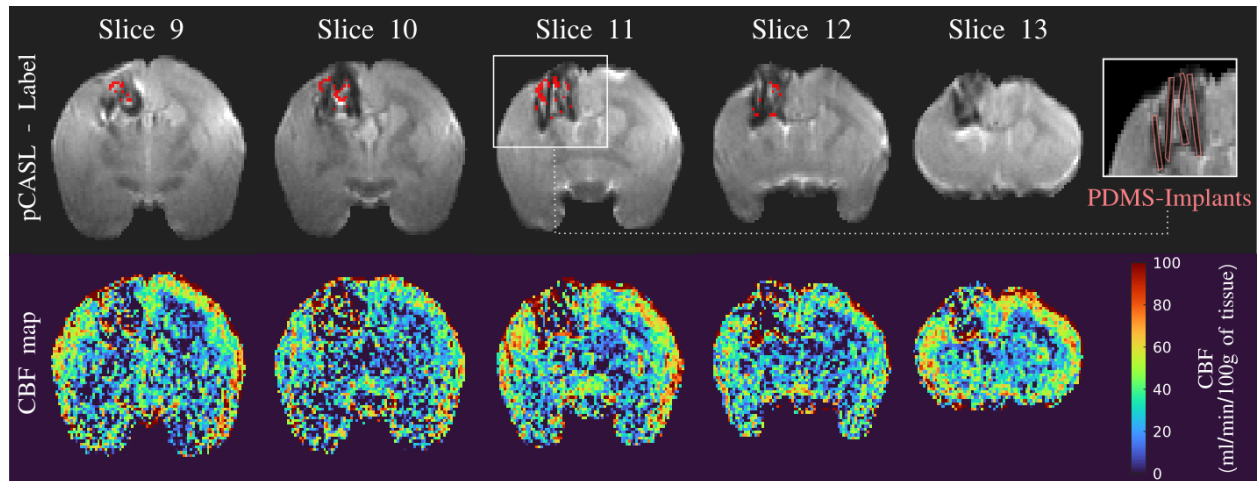 Slice 9
Slice 10
Slice 11
Slice 12
Slice 13
pCASL - Label
PDMS-Implants
CBF map
100
80
60
40
20
0
CBF
(ml/min/100g of tissue)